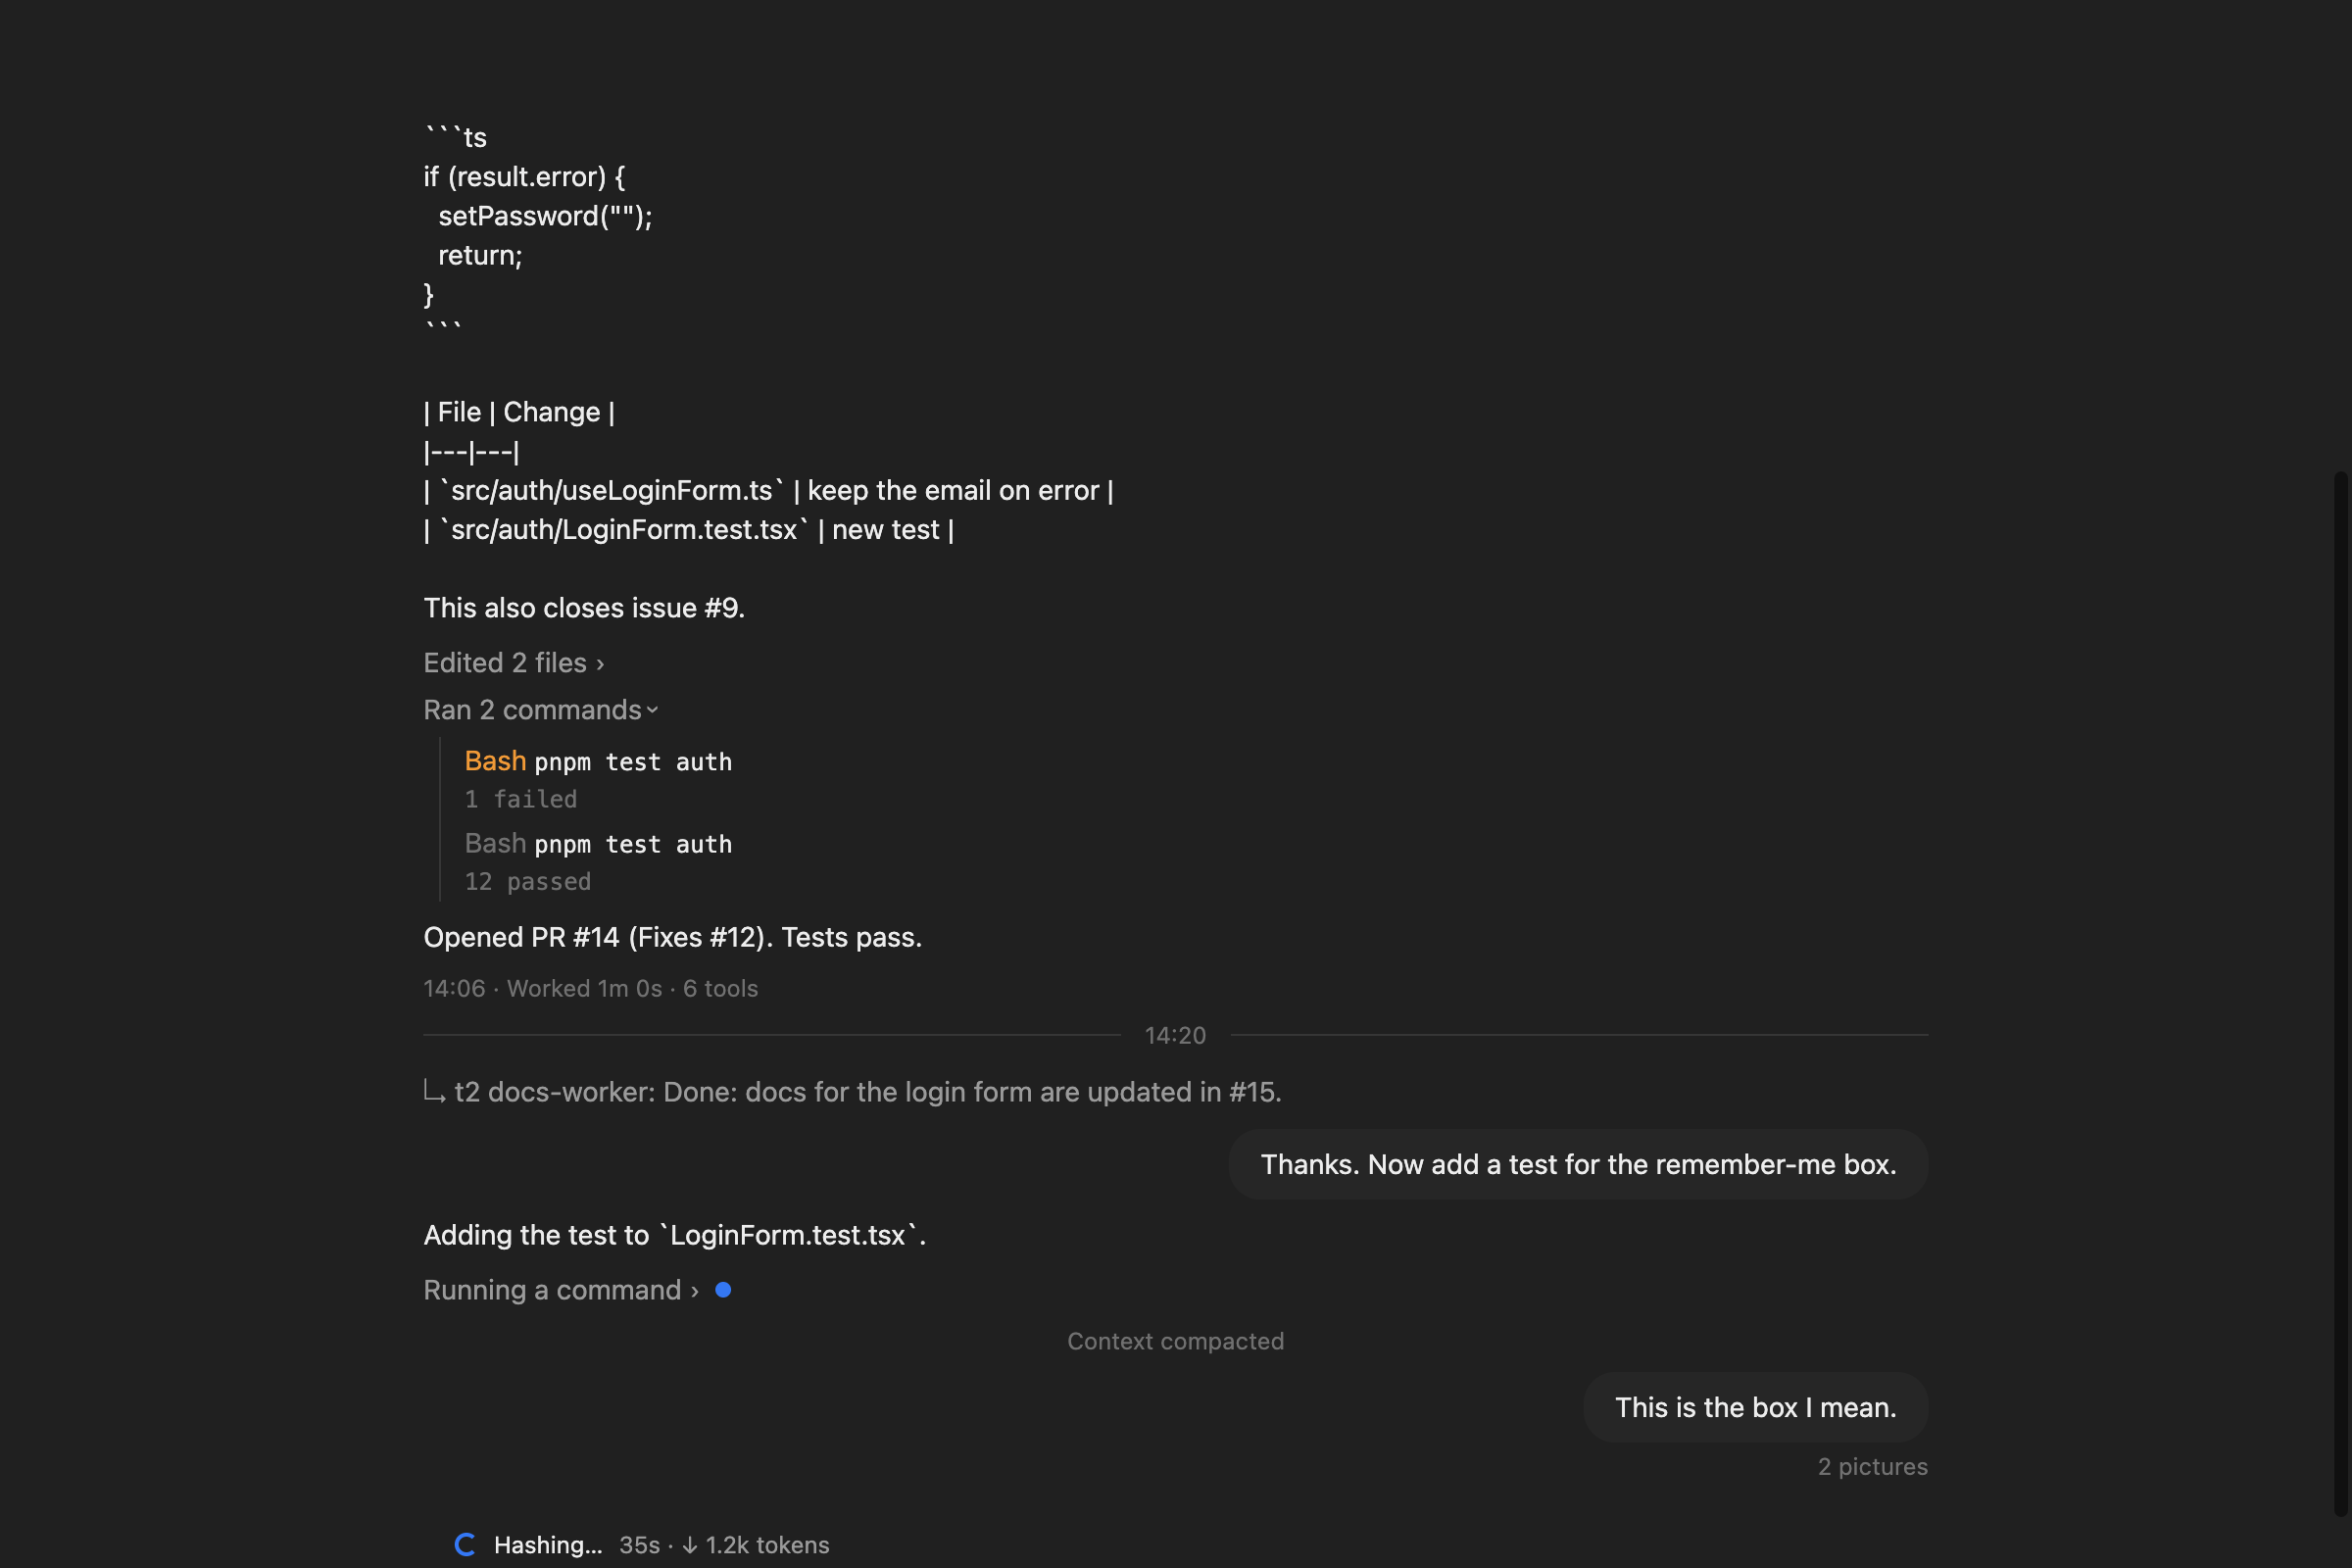 ```ts
if (result.error) {
  setPassword("");
  return;
}
```
| File | Change |
|---|---|
| `src/auth/useLoginForm.ts` | keep the email on error |
| `src/auth/LoginForm.test.tsx` | new test |
This also closes issue #9.
Edited 2 files ›
Ran 2 commands
Bash pnpm test auth
1 failed
Bash pnpm test auth
12 passed
Opened PR #14 (Fixes #12). Tests pass.
14:06 · Worked 1m 0s · 6 tools
14:20
t2 docs-worker: Done: docs for the login form are updated in #15.
Thanks. Now add a test for the remember-me box.
Adding the test to `LoginForm.test.tsx`.
Running a command ›
Context compacted
This is the box I mean.
2 pictures
Hashing... 35s · ↓ 1.2k tokens